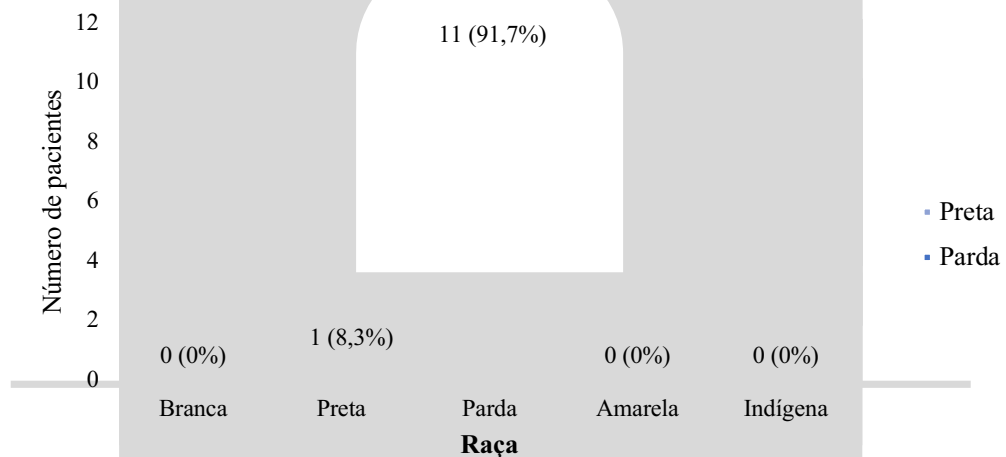 12
11 (91,7%)
10
8
6
4
2
0
Número de pacientes
0 (0%)
1 (8,3%)
0 (0%)
0 (0%)
Branca
Preta
Parda
Amarela
Indígena
Raça
Preta
Parda